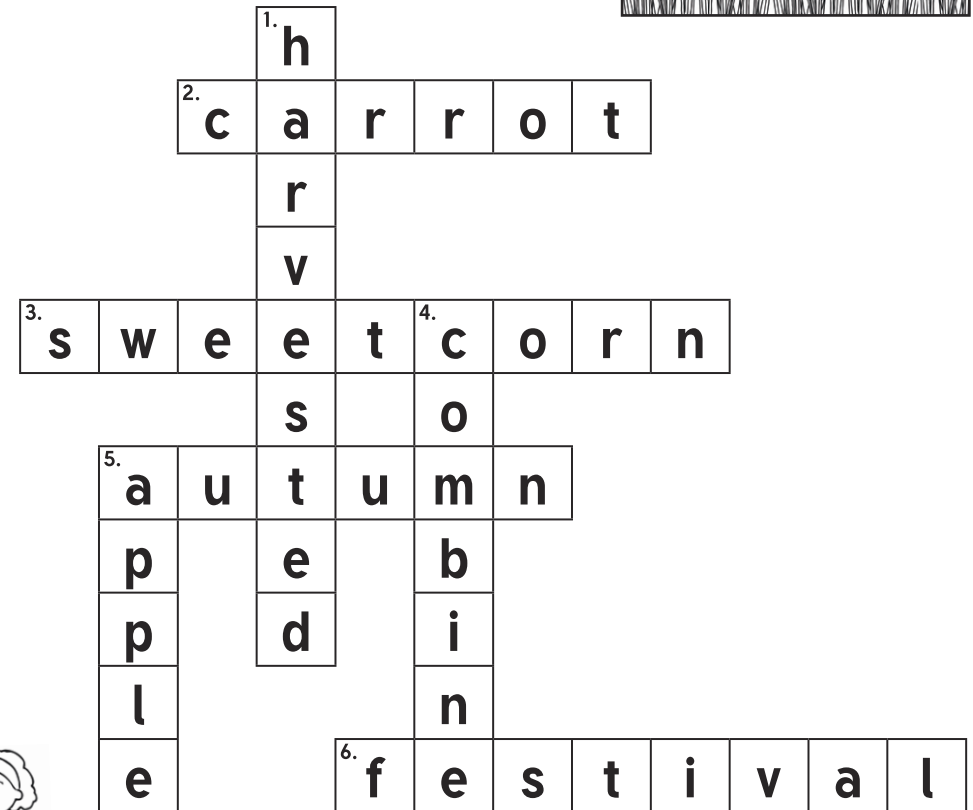 1. h
2. c a r r o t
r
v
3. s w e e t 4. c o r n
s o
5. a u t u m n
p e b
p d i
l n
e 6. f e s t i v a l